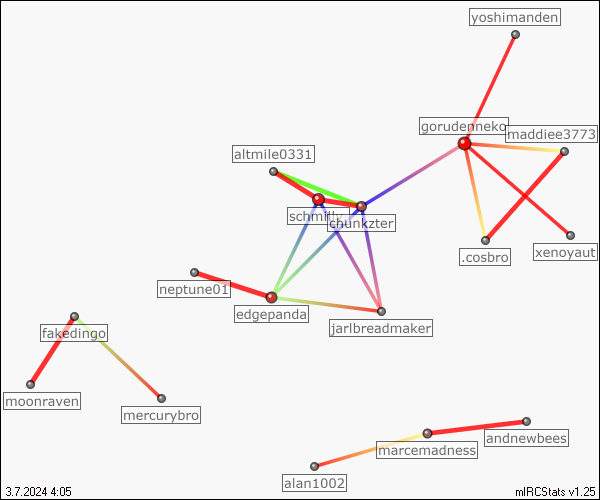 yoshimanden
gorudenneko
maddiee3773
altmile0331
chunkzter
.cosbro
xenoyaut
neptune01
edgepanda
jarlbreadmaker
fakedingo
moonraven
mercurybro
andnewbees
marcemadness
alan1002
3.7.2024 4:05
mIRCStats v1.25